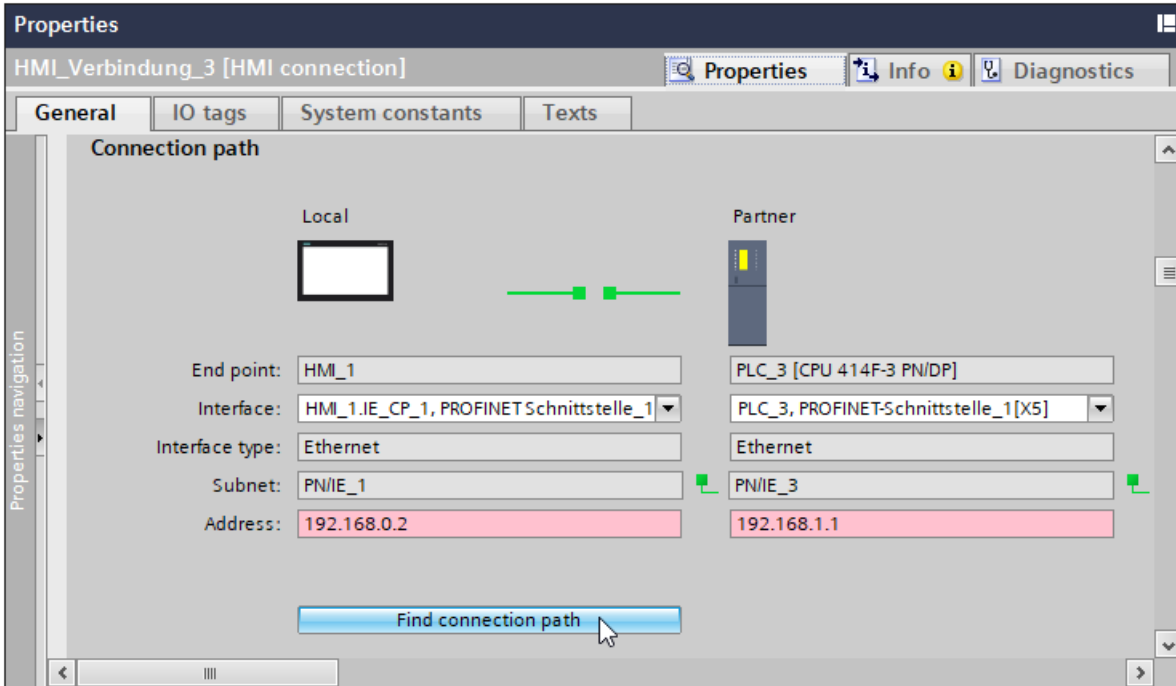 Properties
HMI_Verbindung_3 [HMI connection]
Properties
Info
Diagnostics
General
IO tags
System constants
Texts
Properties navigation
Connection path
Local
Partner
End point:
HMI_1
PLC_3 [CPU 414F-3 PN/DP]
Interface:
HMI_1.IE_CP_1, PROFINET Schnittstelle_1
PLC_3, PROFINET-Schnittstelle_1[X5]
Interface type:
Ethernet
Ethernet
Subnet:
PN/IE_1
PN/IE_3
Address:
192.168.0.2
192.168.1.1
Find connection path